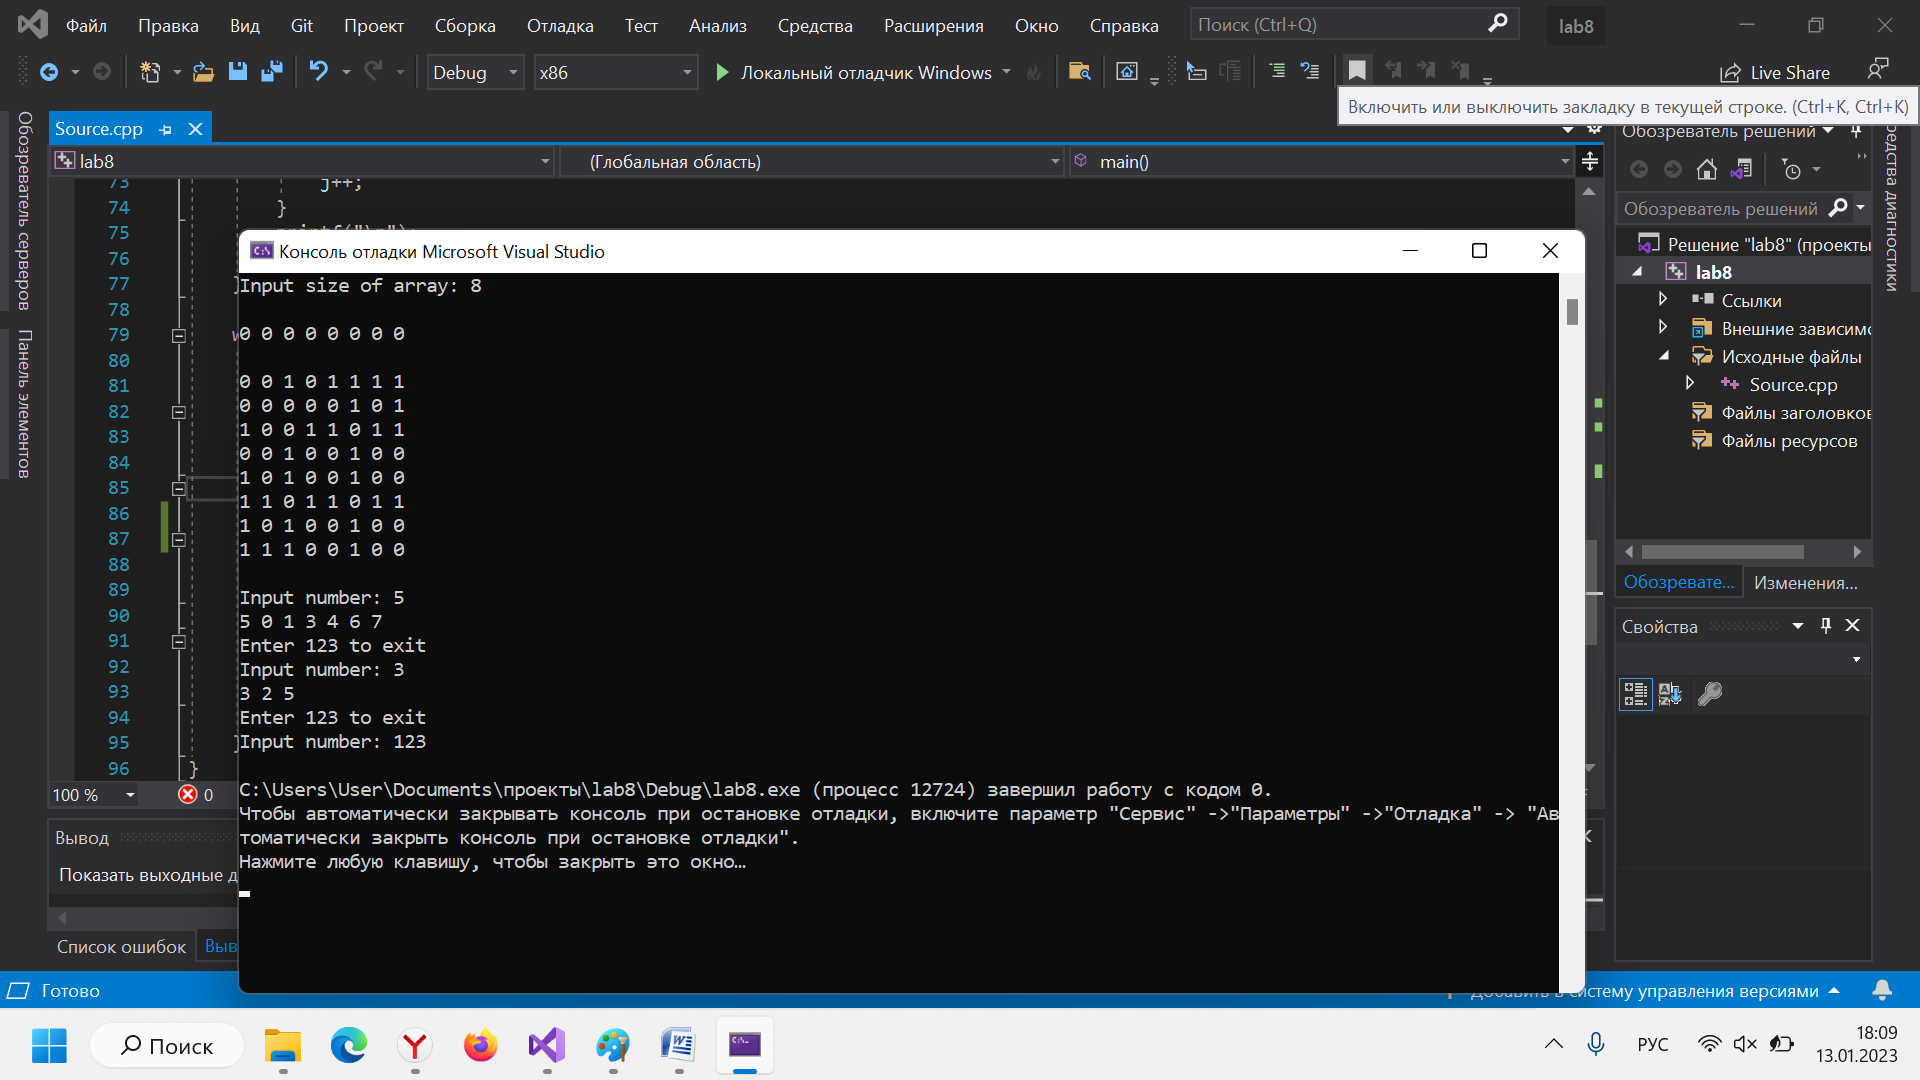 Файл Правка Вид Git Проект Сборка Отладка Тест Анализ Средства Расширения Окно Справка Поиск (Ctrl+Q) lab8
Debug x86 Локальный отладчик Windows Live Share
Включить или выключить закладку в текущей строке. (Ctrl+K, Ctrl+K)
Обозреватель серверов
Панель элементов
Source.cpp
lab8 (Глобальная область) main()
73 j++;
74 }
75 printf("\n");
76
77 }
78
79 w
80
81
82
83
84
85
86
87
88
89
90
91
92
93
94
95 }
96 }
100 % 0
Консоль отладки Microsoft Visual Studio
Input size of array: 8
0 0 0 0 0 0 0 0
0 0 1 0 1 1 1 1
0 0 0 0 0 1 0 1
1 0 0 1 1 0 1 1
0 0 1 0 0 1 0 0
1 0 1 0 0 1 0 0
1 1 0 1 1 0 1 1
1 0 1 0 0 1 0 0
1 1 1 0 0 1 0 0
Input number: 5
5 0 1 3 4 6 7
Enter 123 to exit
Input number: 3
3 2 5
Enter 123 to exit
Input number: 123
C:\Users\User\Documents\проекты\lab8\Debug\lab8.exe (процесс 12724) завершил работу с кодом 0.
Чтобы автоматически закрывать консоль при остановке отладки, включите параметр "Сервис" ->"Параметры" ->"Отладка" -> "Ав
томатически закрыть консоль при остановке отладки".
Нажмите любую клавишу, чтобы закрыть это окно…
Вывод
Показать выходные д
Список ошибок Выв
Обозреватель решений
Обозреватель решений
Решение "lab8" (проекты
lab8
Ссылки
Внешние зависимо
Исходные файлы
Source.cpp
Файлы заголовков
Файлы ресурсов
Обозревате... Изменения...
Свойства
редства диагностики
Готово Добавить в систему управления версиями
Поиск РУС 18:09
13.01.2023